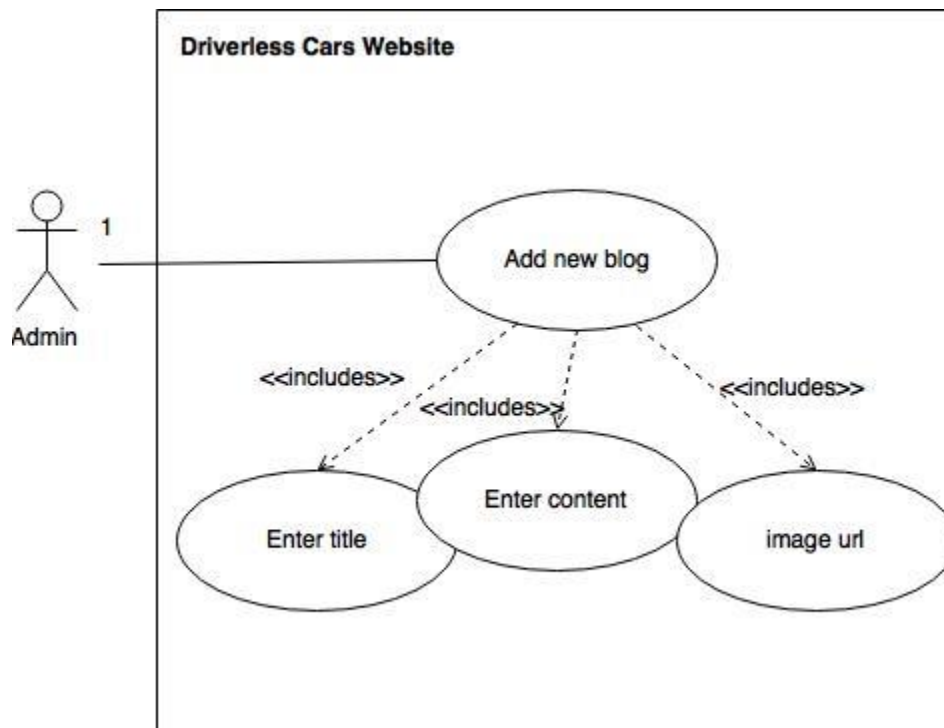 Driverless Cars Website
1
Add new blog
Admin
<<includes>>
<<includes>>
<<includes>>
Enter title
Enter content
image url